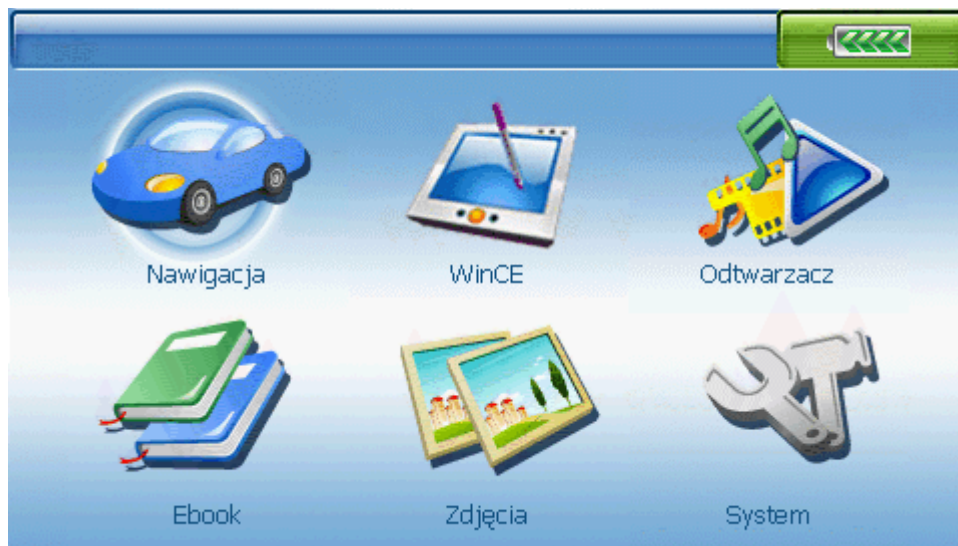 Nawigacja
WinCE
Odtwarzacz
Ebook
Zdjęcia
System